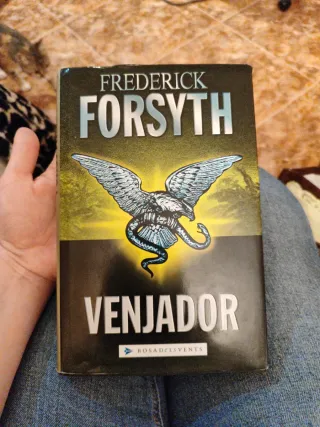 FREDERICK
FORSYTH
VENJADOR
ROSA DELS VENTS